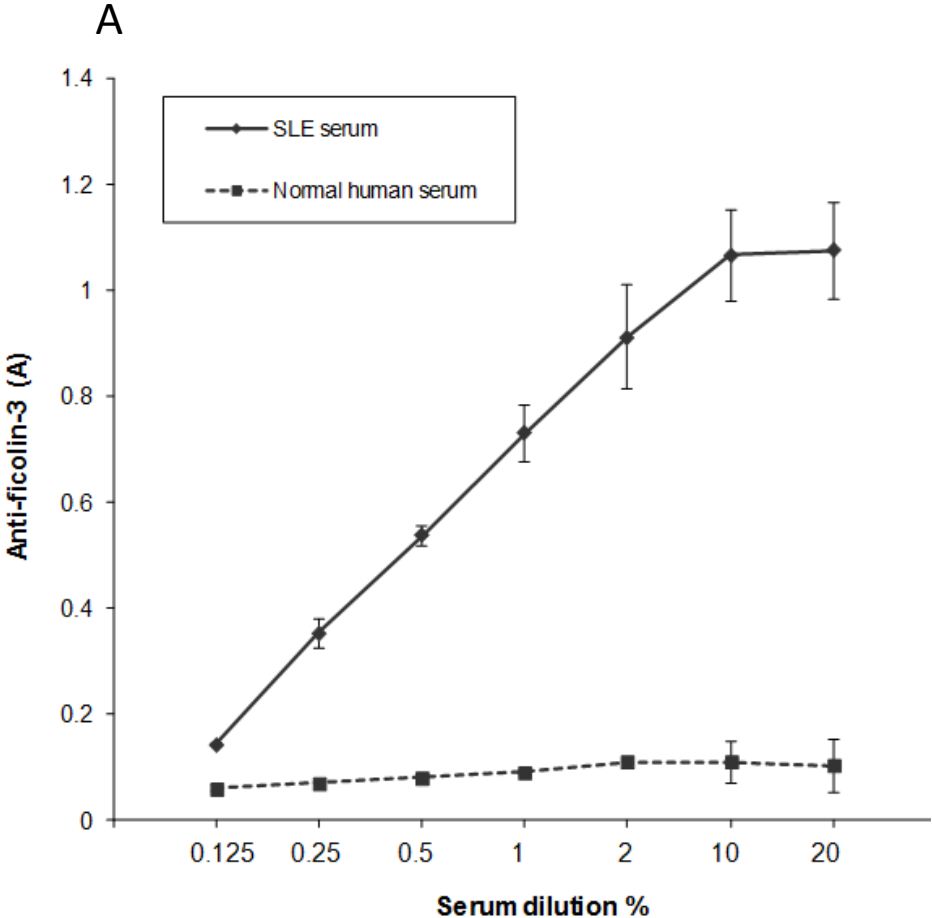 A
1.4
1.2
1
0.8
0.6
0.4
0.2
0
SLE serum
Normal human serum
Anti-ficolin-3 (A)
0.125 0.25 0.5 1 2 10 20
Serum dilution %